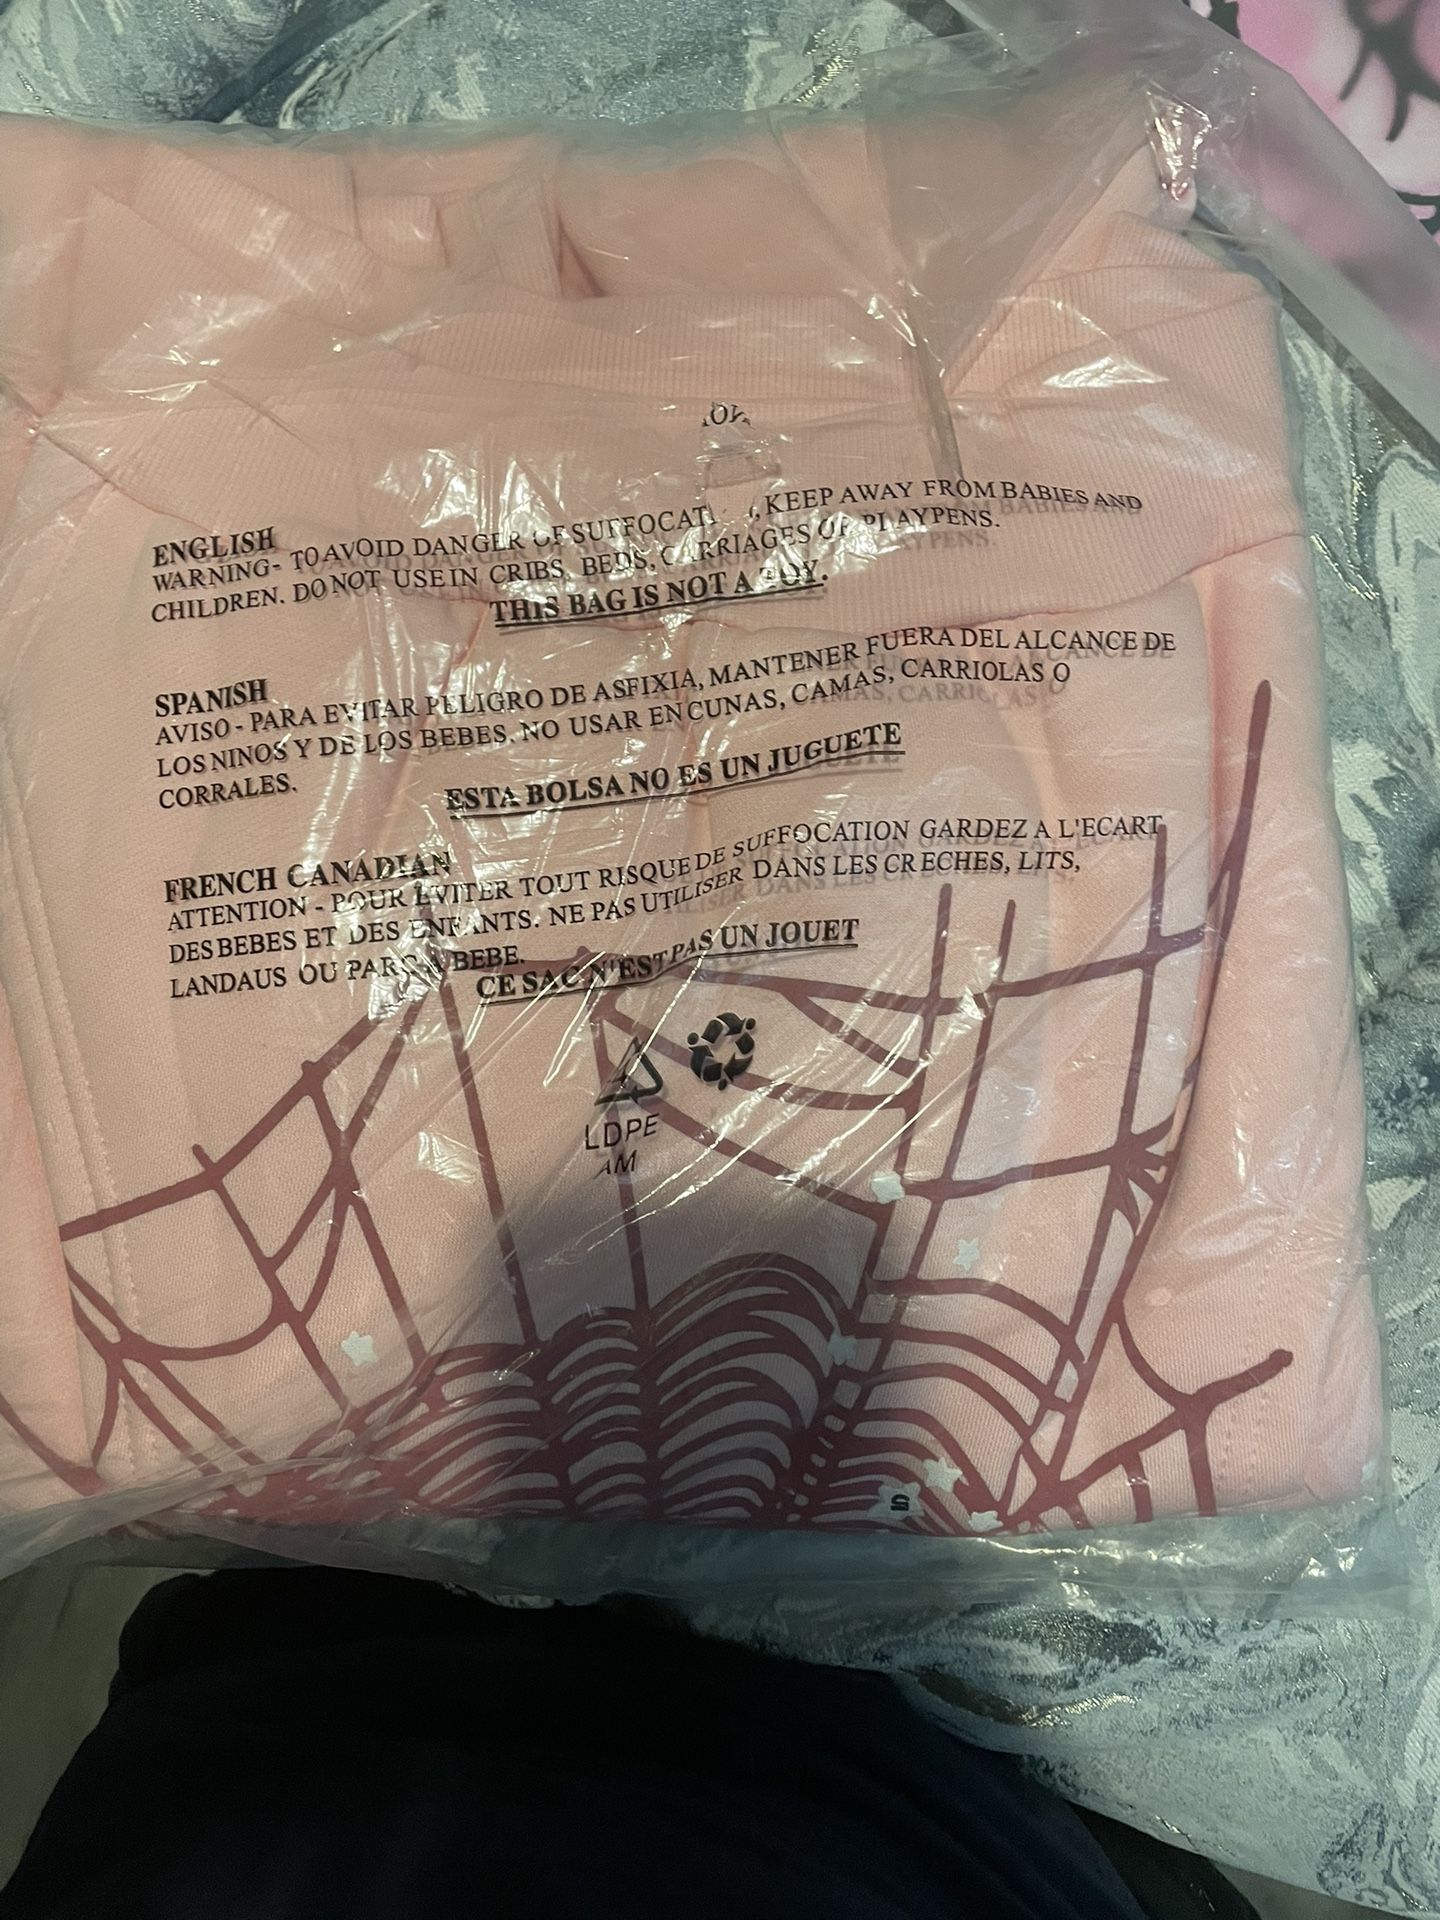 ENGLISH
WARNING- TO AVOID DANGER OF SUFFOCATI , KEEP AWAY FROM BABIES AND
CHILDREN. DO NOT USE IN CRIBS, BEDS, CARRIAGES OR PLAYPENS.
THIS BAG IS NOT A TOY.
SPANISH
AVISO - PARA EVITAR PELIGRO DE ASFIXIA, MANTENER FUERA DEL ALCANCE DE
LOS NINOS Y DE LOS BEBES. NO USAR EN CUNAS, CAMAS, CARRIOLAS O
CORRALES.
ESTA BOLSA NO ES UN JUGUETE
FRENCH CANADIAN
ATTENTION - POUR EVITER TOUT RISQUE DE SUFFOCATION GARDEZ A L'ECART
DES BEBES ET DES ENFANTS. NE PAS UTILISER DANS LES CRECHES, LITS,
LANDAUS OU PARC A BEBE.
CE SAC N'EST PAS UN JOUET
LDPE
AM